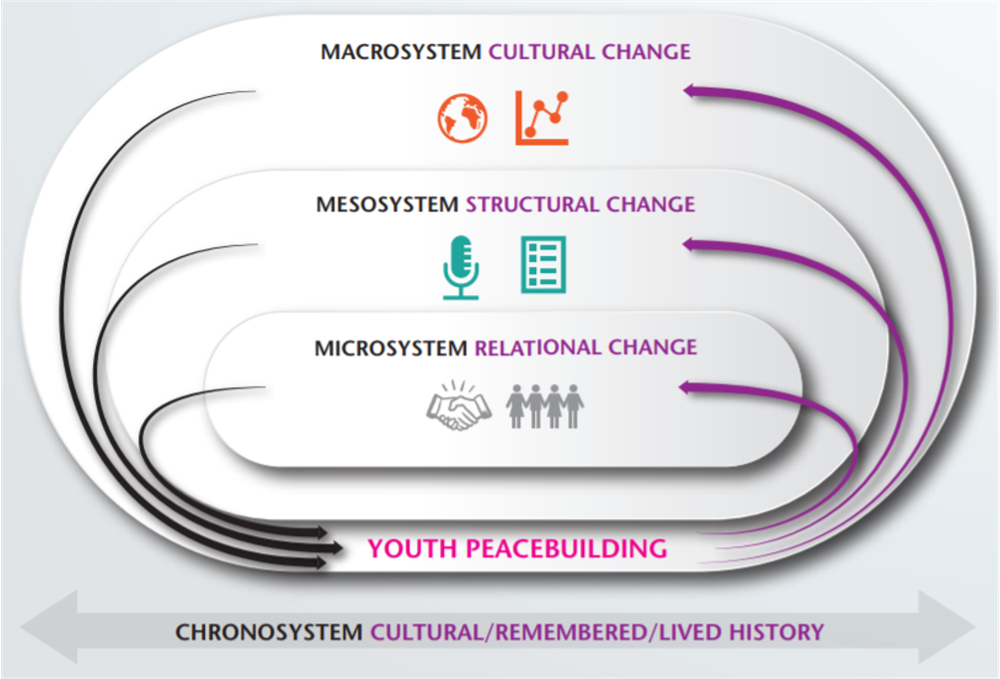 MACROSYSTEM CULTURAL CHANGE
MESOSYSTEM STRUCTURAL CHANGE
MICROSYSTEM RELATIONAL CHANGE
YOUTH PEACEBUILDING
CHRONOSYSTEM CULTURAL/REMEMBERED/LIVED HISTORY